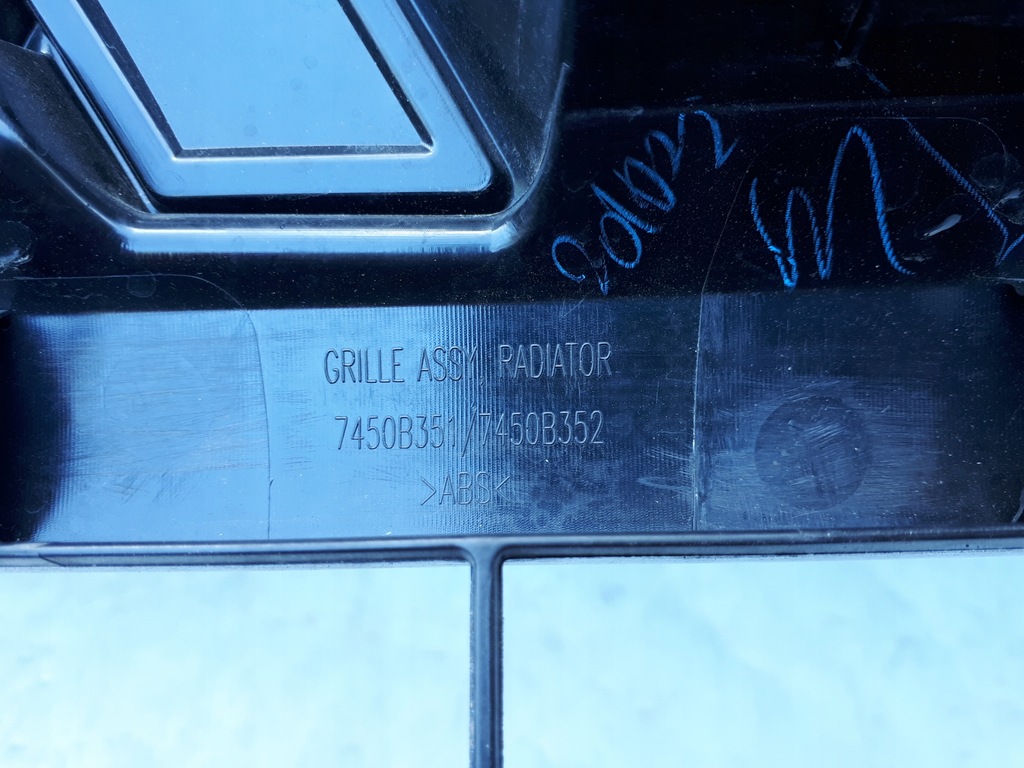 GRILLE ASSY, RADIATOR
7450B351/7450B352
>ABS<